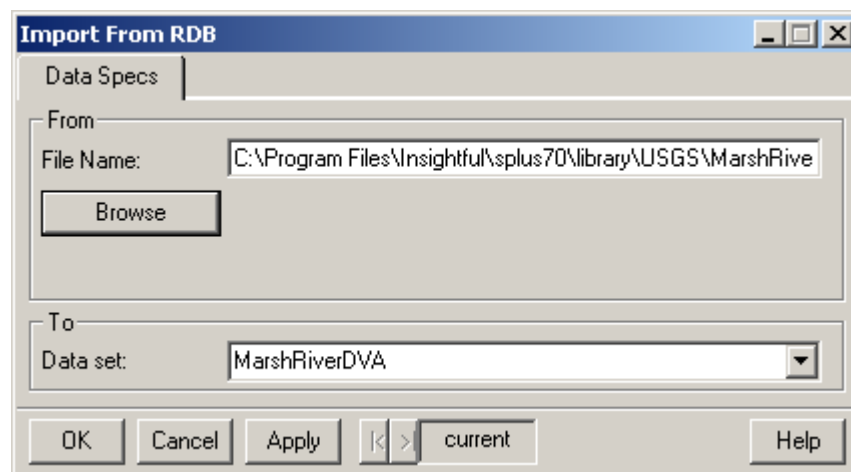 Import From RDB
Data Specs
From
File Name: C:\Program Files\Insightful\splus70\library\USGS\MarshRive
Browse
To
Data set: MarshRiverDVA
OK Cancel Apply |< >| current Help